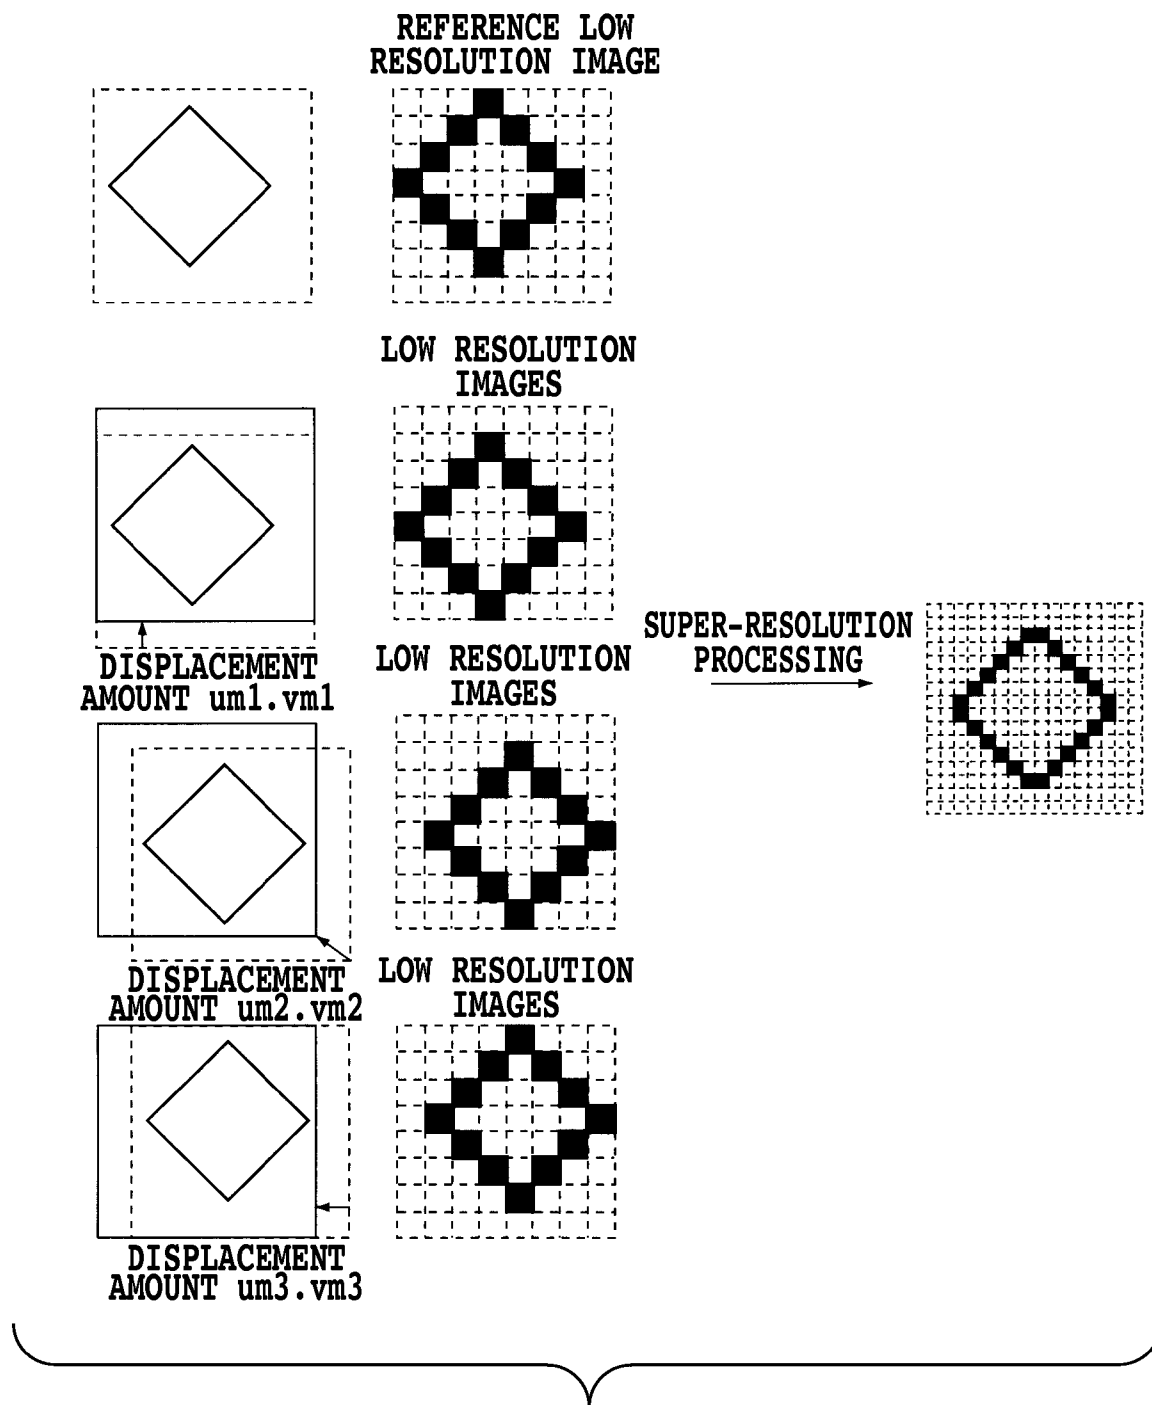 REFERENCE LOW
RESOLUTION IMAGE
LOW RESOLUTION
IMAGES
DISPLACEMENT
AMOUNT um1.vm1
LOW RESOLUTION
IMAGES
SUPER-RESOLUTION
PROCESSING
DISPLACEMENT
AMOUNT um2.vm2
LOW RESOLUTION
IMAGES
DISPLACEMENT
AMOUNT um3.vm3